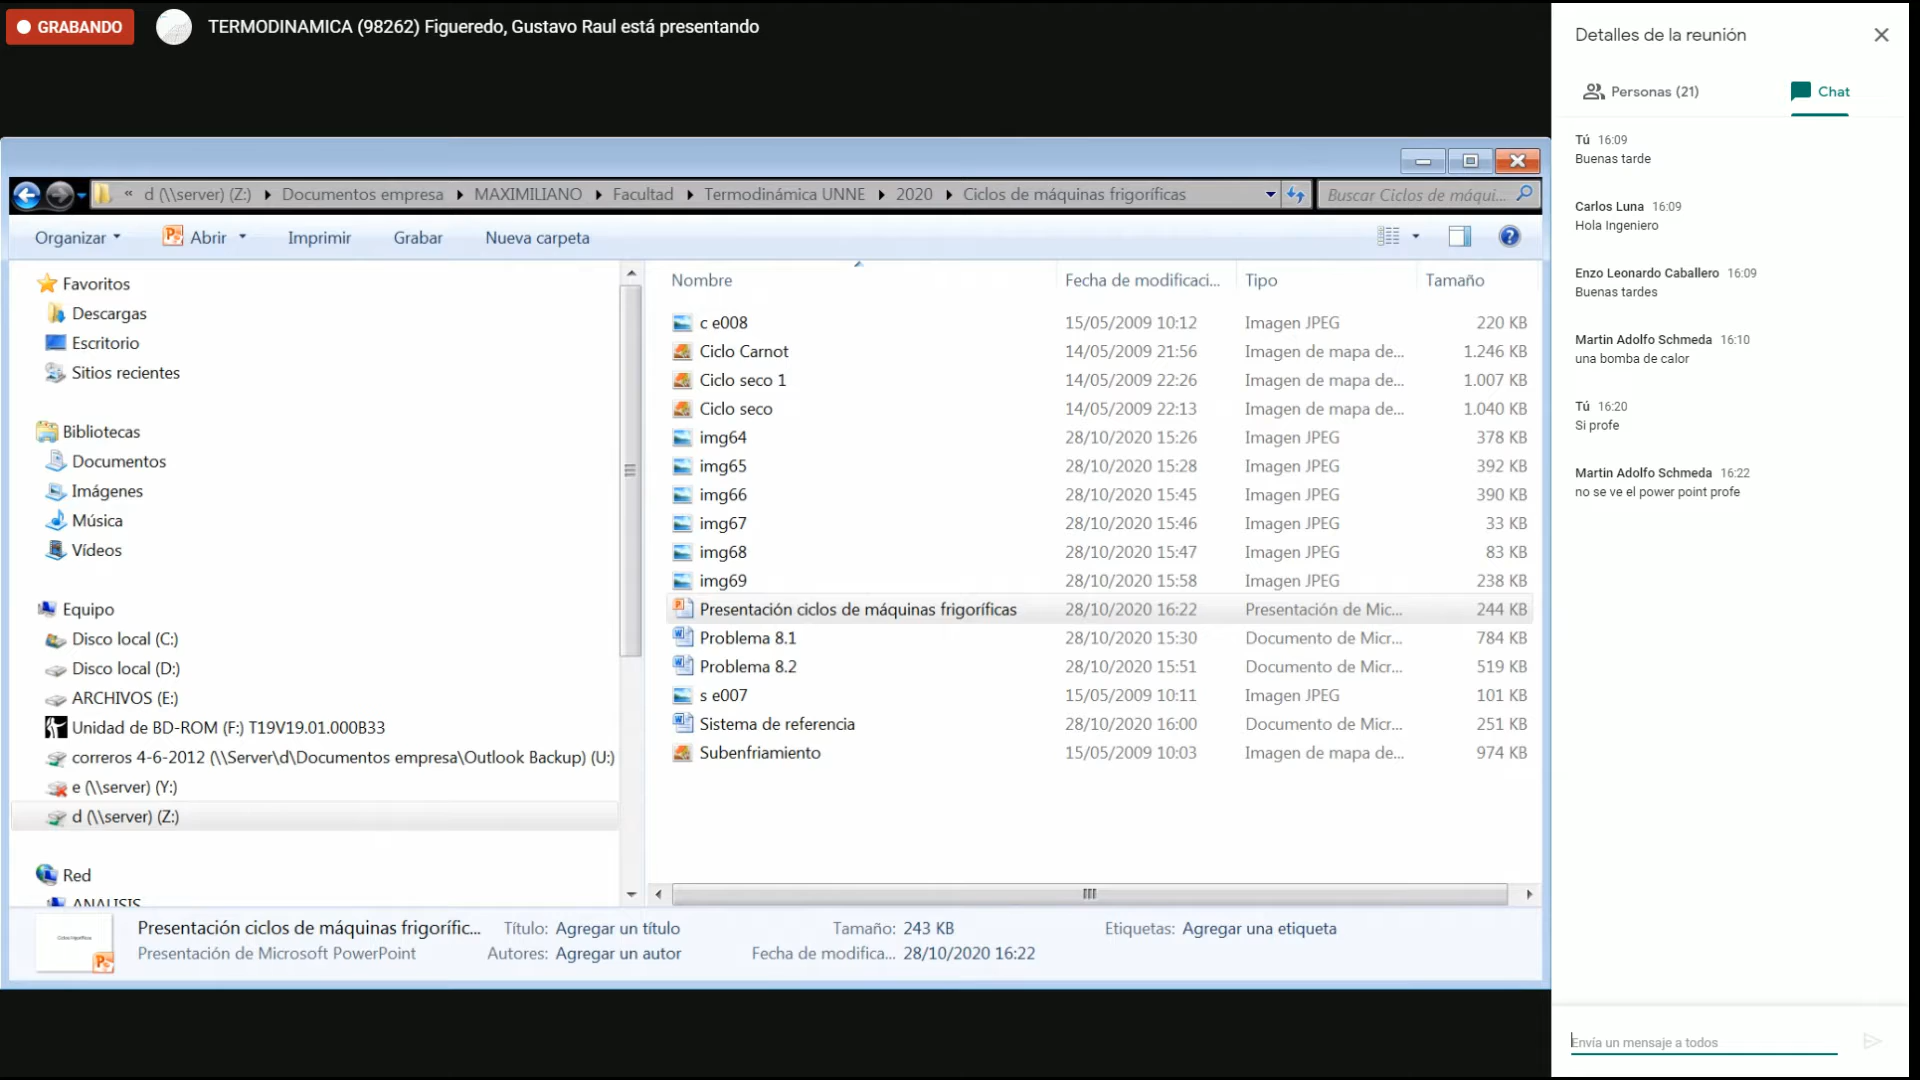 GRABANDO
TERMODINAMICA (98262) Figueredo, Gustavo Raul está presentando
« d (\\server) (Z:) Documentos empresa MAXIMILIANO Facultad Termodinámica UNNE 2020 Ciclos de máquinas frigoríficas
Buscar Ciclos de máqui...
Organizar Abrir Imprimir Grabar Nueva carpeta
Favoritos
Descargas
Escritorio
Sitios recientes
Bibliotecas
Documentos
Imágenes
Música
Vídeos
Equipo
Disco local (C:)
Disco local (D:)
ARCHIVOS (E:)
Unidad de BD-ROM (F:) T19V19.01.000B33
correros 4-6-2012 (\\Server\d\Documentos empresa\Outlook Backup) (U:)
e (\\server) (Y:)
d (\\server) (Z:)
Red
ANALISIS
Nombre Fecha de modificaci... Tipo Tamaño
c e008 15/05/2009 10:12 Imagen JPEG 220 KB
Ciclo Carnot 14/05/2009 21:56 Imagen de mapa de... 1.246 KB
Ciclo seco 1 14/05/2009 22:26 Imagen de mapa de... 1.007 KB
Ciclo seco 14/05/2009 22:13 Imagen de mapa de... 1.040 KB
img64 28/10/2020 15:26 Imagen JPEG 378 KB
img65 28/10/2020 15:28 Imagen JPEG 392 KB
img66 28/10/2020 15:45 Imagen JPEG 390 KB
img67 28/10/2020 15:46 Imagen JPEG 33 KB
img68 28/10/2020 15:47 Imagen JPEG 83 KB
img69 28/10/2020 15:58 Imagen JPEG 238 KB
Presentación ciclos de máquinas frigoríficas 28/10/2020 16:22 Presentación de Mic... 244 KB
Problema 8.1 28/10/2020 15:30 Documento de Micr... 784 KB
Problema 8.2 28/10/2020 15:51 Documento de Micr... 519 KB
s e007 15/05/2009 10:11 Imagen JPEG 101 KB
Sistema de referencia 28/10/2020 16:00 Documento de Micr... 251 KB
Subenfriamiento 15/05/2009 10:03 Imagen de mapa de... 974 KB
Presentación ciclos de máquinas frigorífic... Título: Agregar un título Tamaño: 243 KB Etiquetas: Agregar una etiqueta
Presentación de Microsoft PowerPoint Autores: Agregar un autor Fecha de modifica... 28/10/2020 16:22
Detalles de la reunión
Personas (21) Chat
Tú 16:09
Buenas tarde
Carlos Luna 16:09
Hola Ingeniero
Enzo Leonardo Caballero 16:09
Buenas tardes
Martin Adolfo Schmeda 16:10
una bomba de calor
Tú 16:20
Si profe
Martin Adolfo Schmeda 16:22
no se ve el power point profe
Envía un mensaje a todos